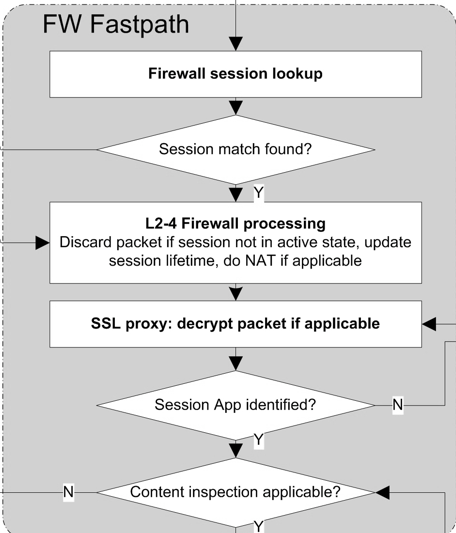 FW Fastpath
Firewall session lookup
Session match found?
Y
L2-4 Firewall processing
Discard packet if session not in active state, update
session lifetime, do NAT if applicable
SSL proxy: decrypt packet if applicable
Session App identified?
N
Y
N
Content inspection applicable?
Y